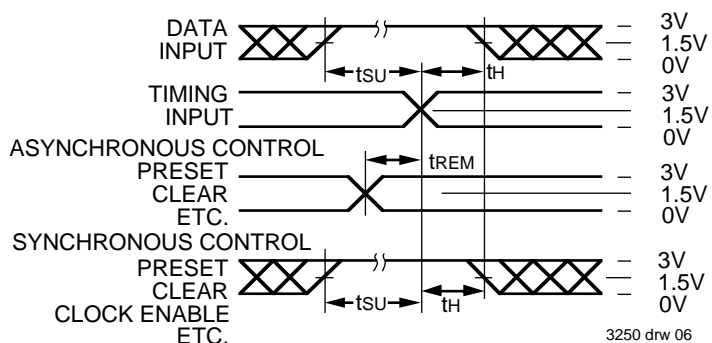 DATA
INPUT
3V
1.5V
0V
tSU
tH
TIMING
INPUT
3V
1.5V
0V
ASYNCHRONOUS CONTROL
PRESET
CLEAR
ETC.
tREM
3V
1.5V
0V
SYNCHRONOUS CONTROL
PRESET
CLEAR
CLOCK ENABLE
ETC.
tSU
tH
3V
1.5V
0V
3250 drw 06